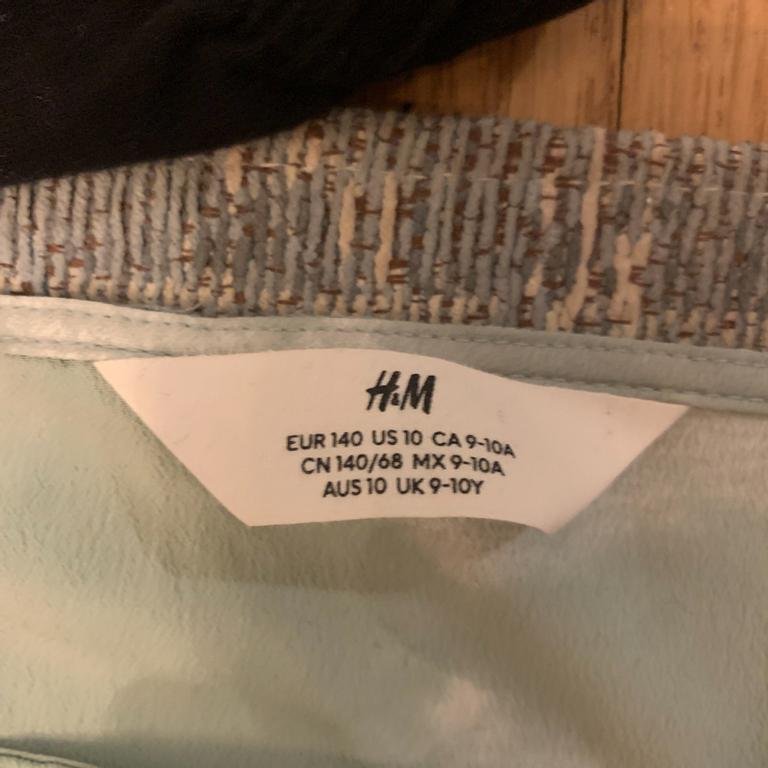 H&M
EUR 140 US 10 CA 9-10A
CN 140/68 MX 9-10A
AUS 10 UK 9-10Y